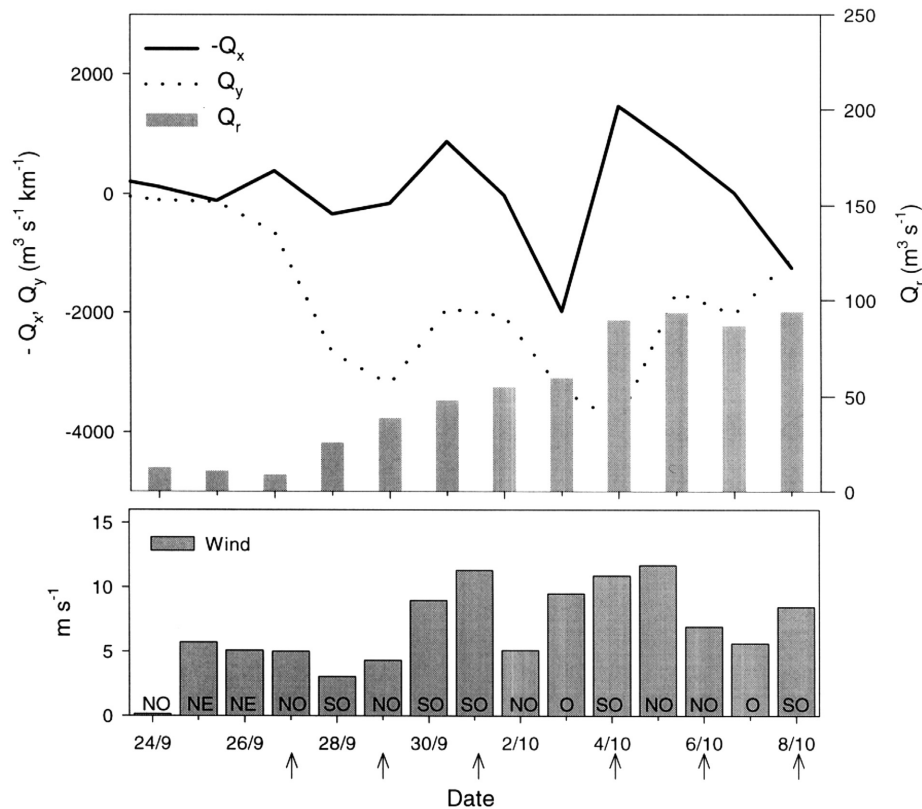 -Qx
Qy
Qr
2000
0
-2000
-4000
- Qx, Qy (m³ s⁻¹ km⁻¹)
250
200
150
100
50
0
Qr (m³ s⁻¹)
Wind
15
10
5
0
m s⁻¹
NO NE NE NO SO NO SO SO NO O SO NO NO O SO
24/9 26/9 28/9 30/9 2/10 4/10 6/10 8/10
Date